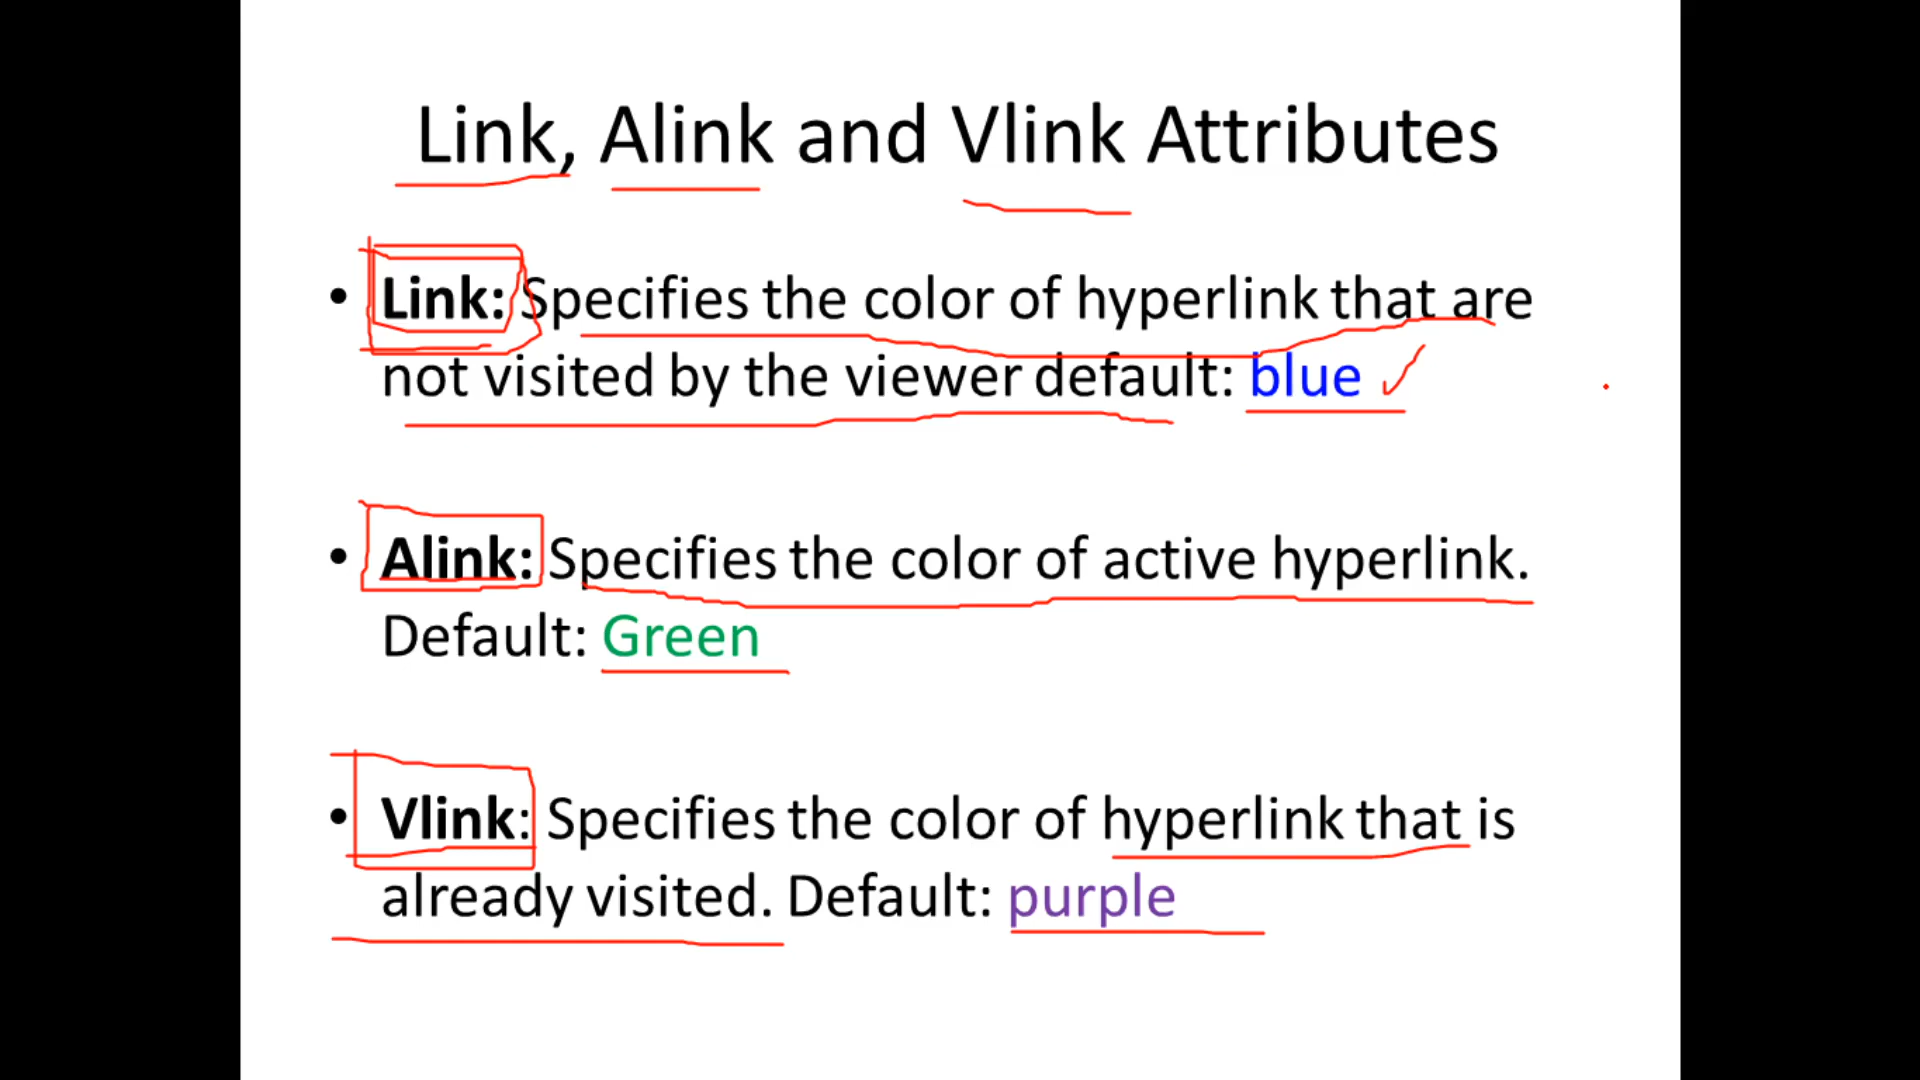 Link, Alink and Vlink Attributes
• Link: Specifies the color of hyperlink that are
not visited by the viewer default: blue ✓
• Alink: Specifies the color of active hyperlink.
Default: Green
• Vlink: Specifies the color of hyperlink that is
already visited. Default: purple